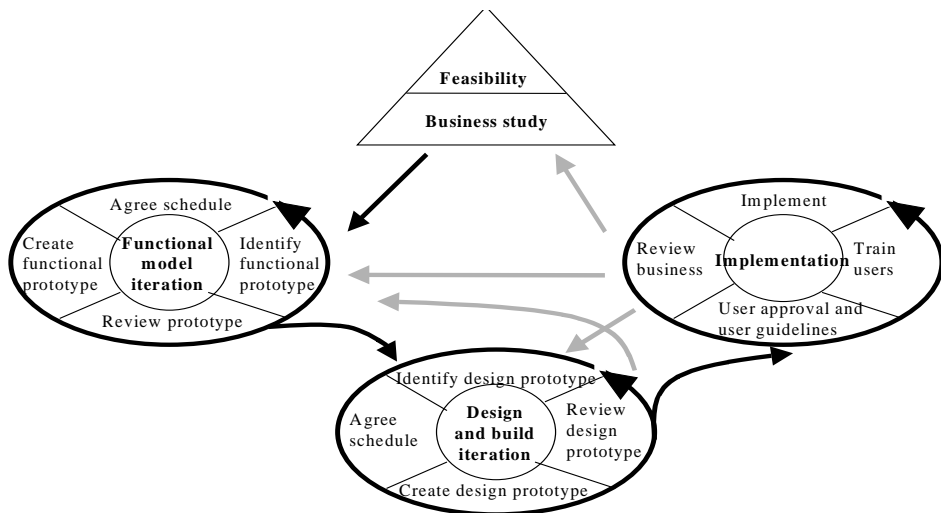 Feasibility
Business study
Agree schedule
Create
functional
prototype
Functional
model
iteration
Identify
functional
prototype
Review prototype
Implement
Review
business
Implementation
Train
users
User approval and
user guidelines
Identify design prototype
Agree
schedule
Design
and build
iteration
Review
design
prototype
Create design prototype